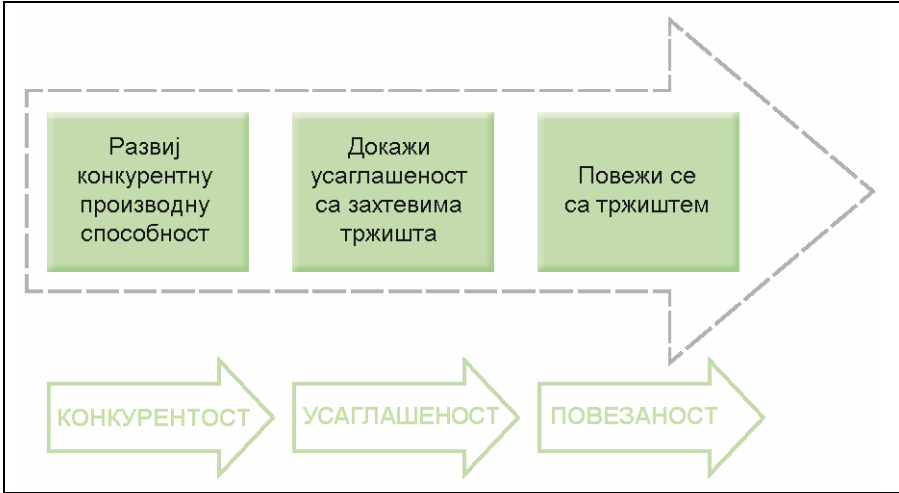 Развиј
конкурентну
производну
способност
Докажи
усаглашеност
са захтевима
тржишта
Повежи се
са тржиштем
КОНКУРЕНТОСТ
УСАГЛАШЕНОСТ
ПОВЕЗАНОСТ